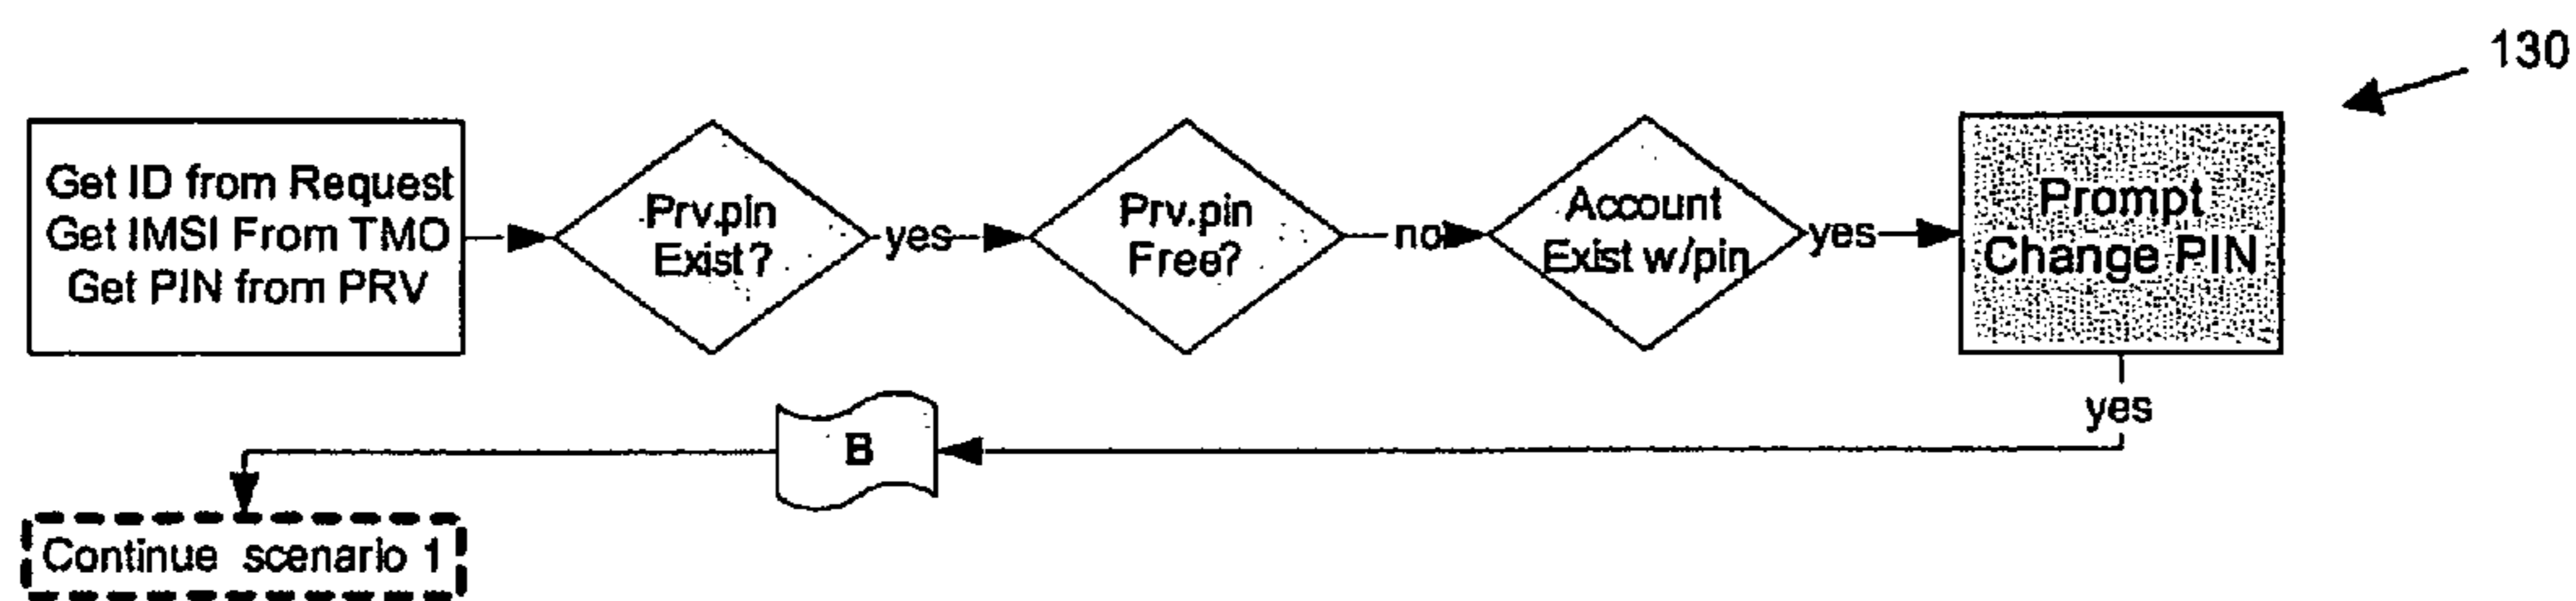 130
Get ID from Request
Get IMSI From TMO
Get PIN from PRV
Prv.pin
Exist?
yes
Prv.pin
Free?
no
Account
Exist w/pin
yes
Prompt
Change PIN
yes
B
Continue scenario 1